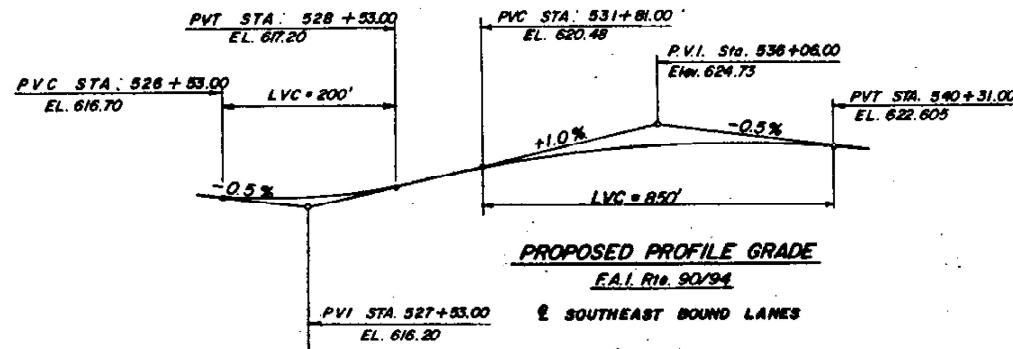 PVT STA: 528 + 53.00
EL. 617.20
PVC STA: 531 + 81.00
EL. 620.48
P.V.I. Sta. 536+06.00
Elev. 624.73
PVC STA: 526 + 53.00
EL. 616.70
LVC = 200'
PVT STA. 540 + 31.00
EL. 622.605
-0.5%
+1.0%
-0.5%
LVC = 850'
PROPOSED PROFILE GRADE
F.A.I. Rte. 90/94
℄ SOUTHEAST BOUND LANES
PVI STA. 527+53.00
EL. 616.20